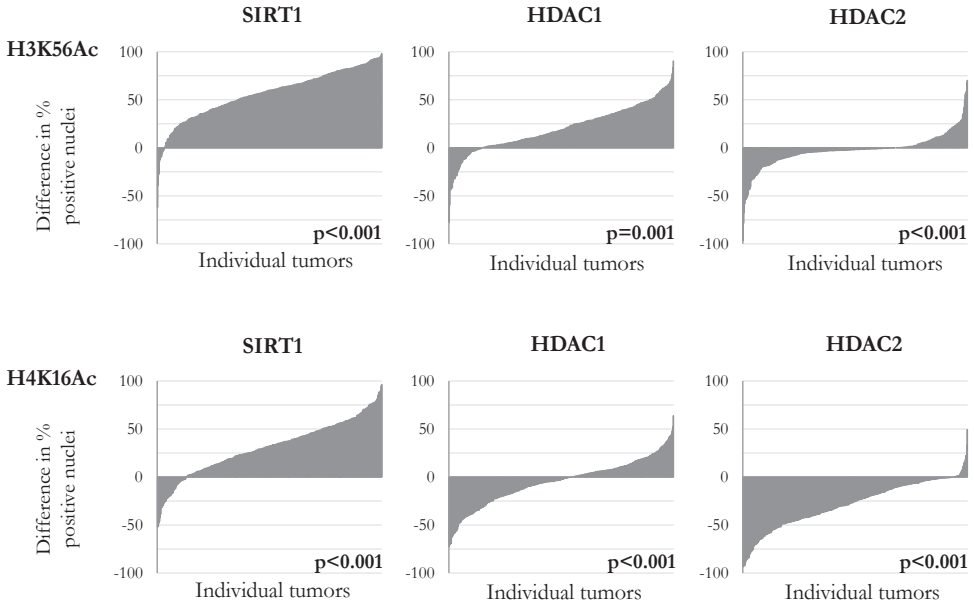 SIRT1 HDAC1 HDAC2
H3K56Ac
Difference in %
positive nuclei
100 50 0 -50 -100
p<0.001
Individual tumors
100 50 0 -50 -100
p=0.001
Individual tumors
100 50 0 -50 -100
p<0.001
Individual tumors
SIRT1 HDAC1 HDAC2
H4K16Ac
Difference in %
positive nuclei
100 50 0 -50 -100
p<0.001
Individual tumors
100 50 0 -50 -100
p<0.001
Individual tumors
100 50 0 -50 -100
p<0.001
Individual tumors